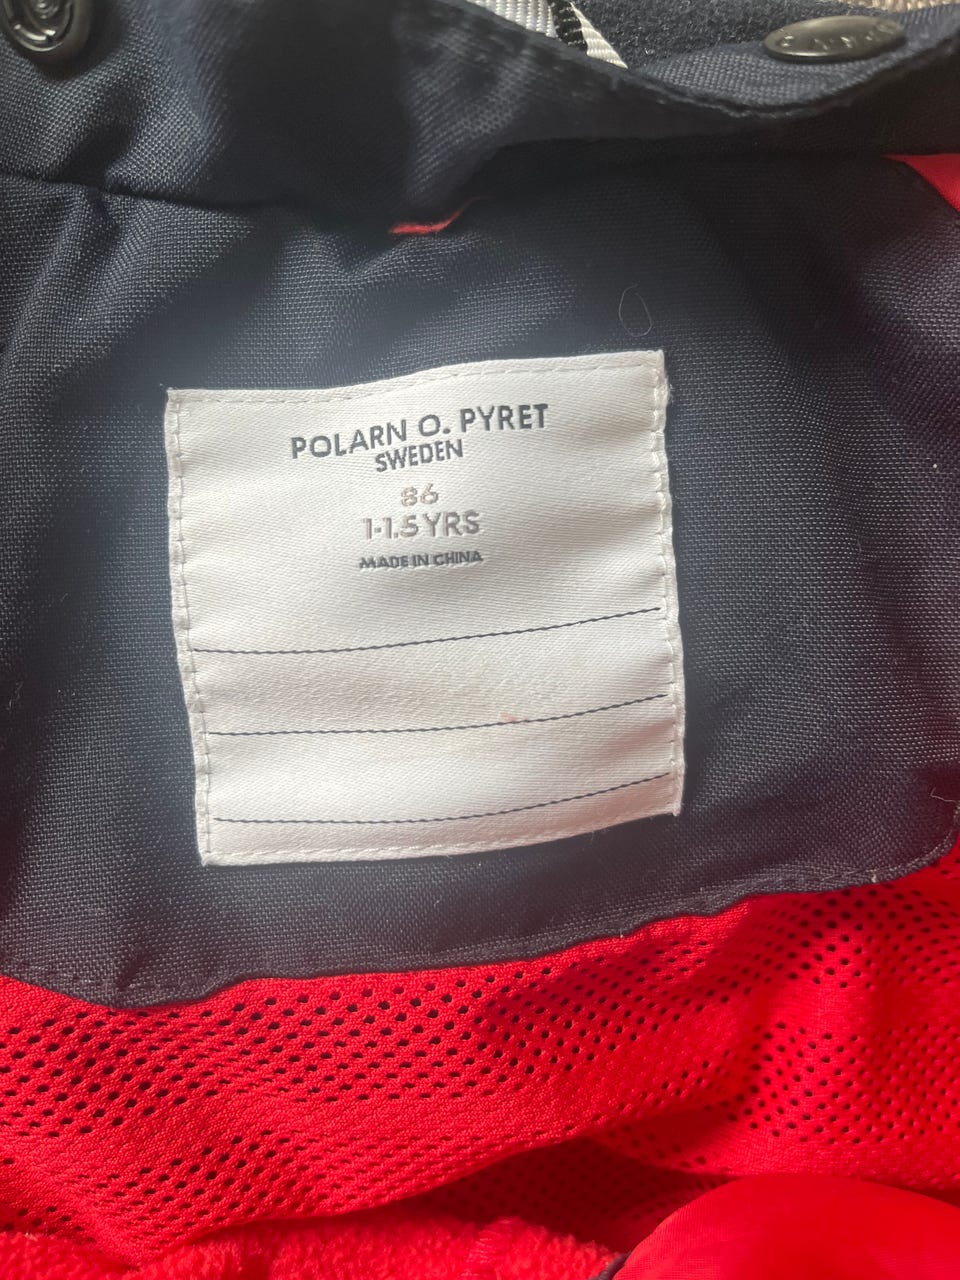 POLARN O. PYRET
SWEDEN
86
1-1.5 YRS
MADE IN CHINA